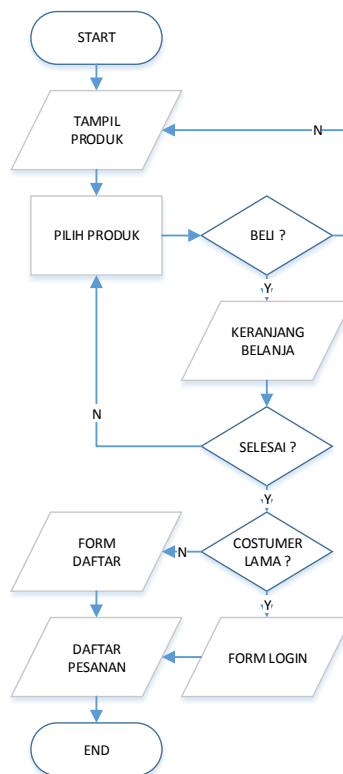 START
TAMPIL
PRODUK
N
PILIH PRODUK
BELI ?
Y
KERANJANG
BELANJA
N
SELESAI ?
Y
FORM
DAFTAR
N
COSTUMER
LAMA ?
Y
DAFTAR
PESANAN
FORM LOGIN
END